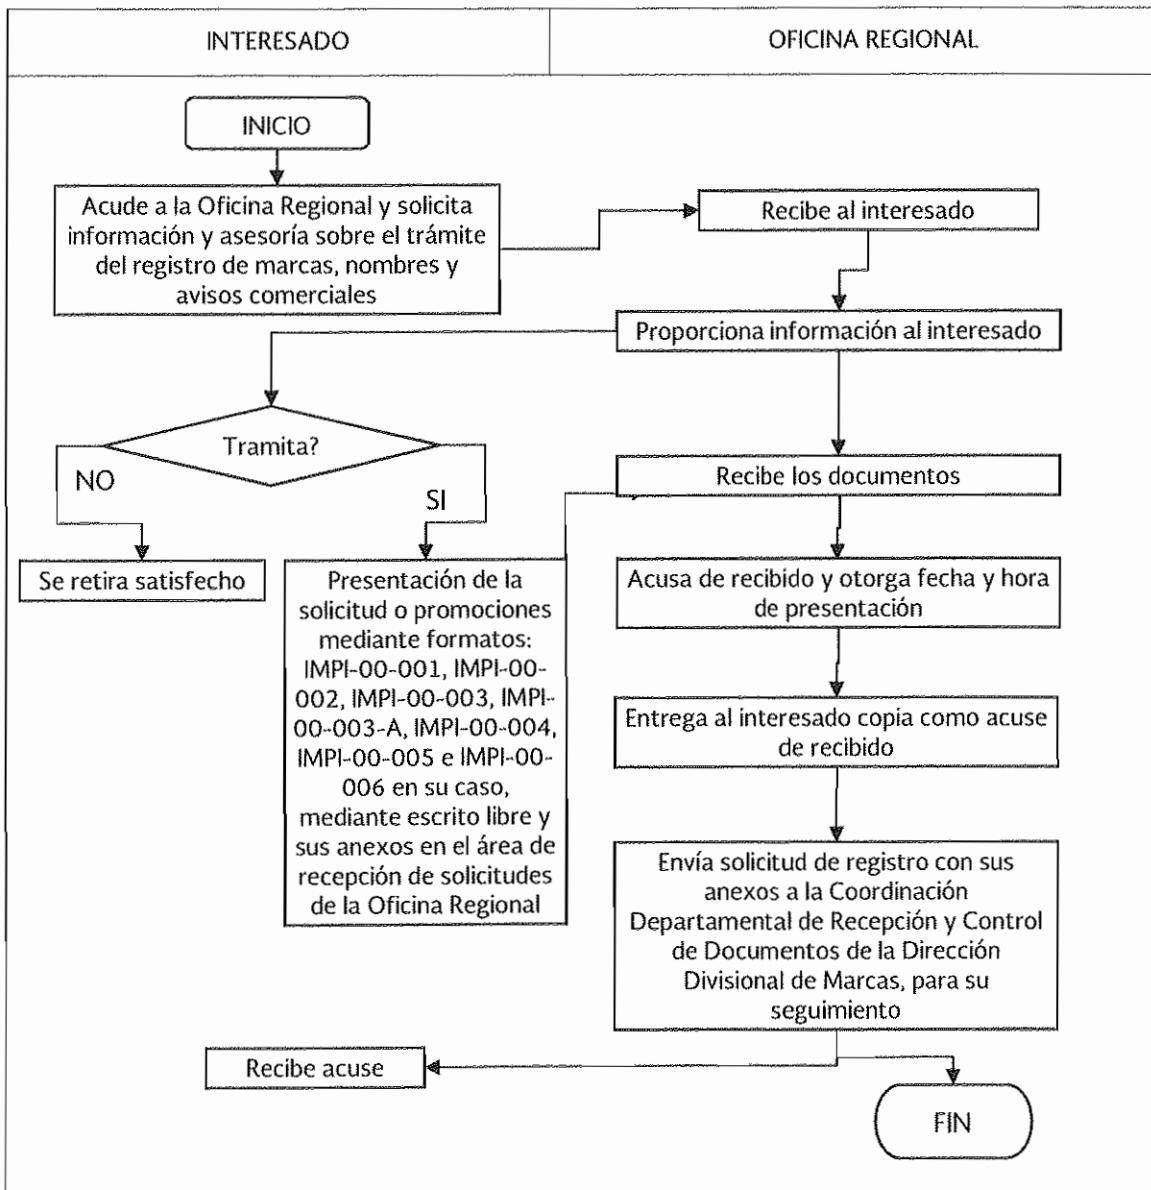 INTERESADO
OFICINA REGIONAL
INICIO
Acude a la Oficina Regional y solicita
información y asesoría sobre el trámite
del registro de marcas, nombres y
avisos comerciales
Recibe al interesado
Proporciona información al interesado
Tramita?
NO
SI
Recibe los documentos
Se retira satisfecho
Presentación de la
solicitud o promociones
mediante formatos:
IMPI-00-001, IMPI-00-
002, IMPI-00-003, IMPI-
00-003-A, IMPI-00-004,
IMPI-00-005 e IMPI-00-
006 en su caso,
mediante escrito libre y
sus anexos en el área de
recepción de solicitudes
de la Oficina Regional
Acusa de recibido y otorga fecha y hora
de presentación
Entrega al interesado copia como acuse
de recibido
Envía solicitud de registro con sus
anexos a la Coordinación
Departamental de Recepción y Control
de Documentos de la Dirección
Divisional de Marcas, para su
seguimiento
Recibe acuse
FIN